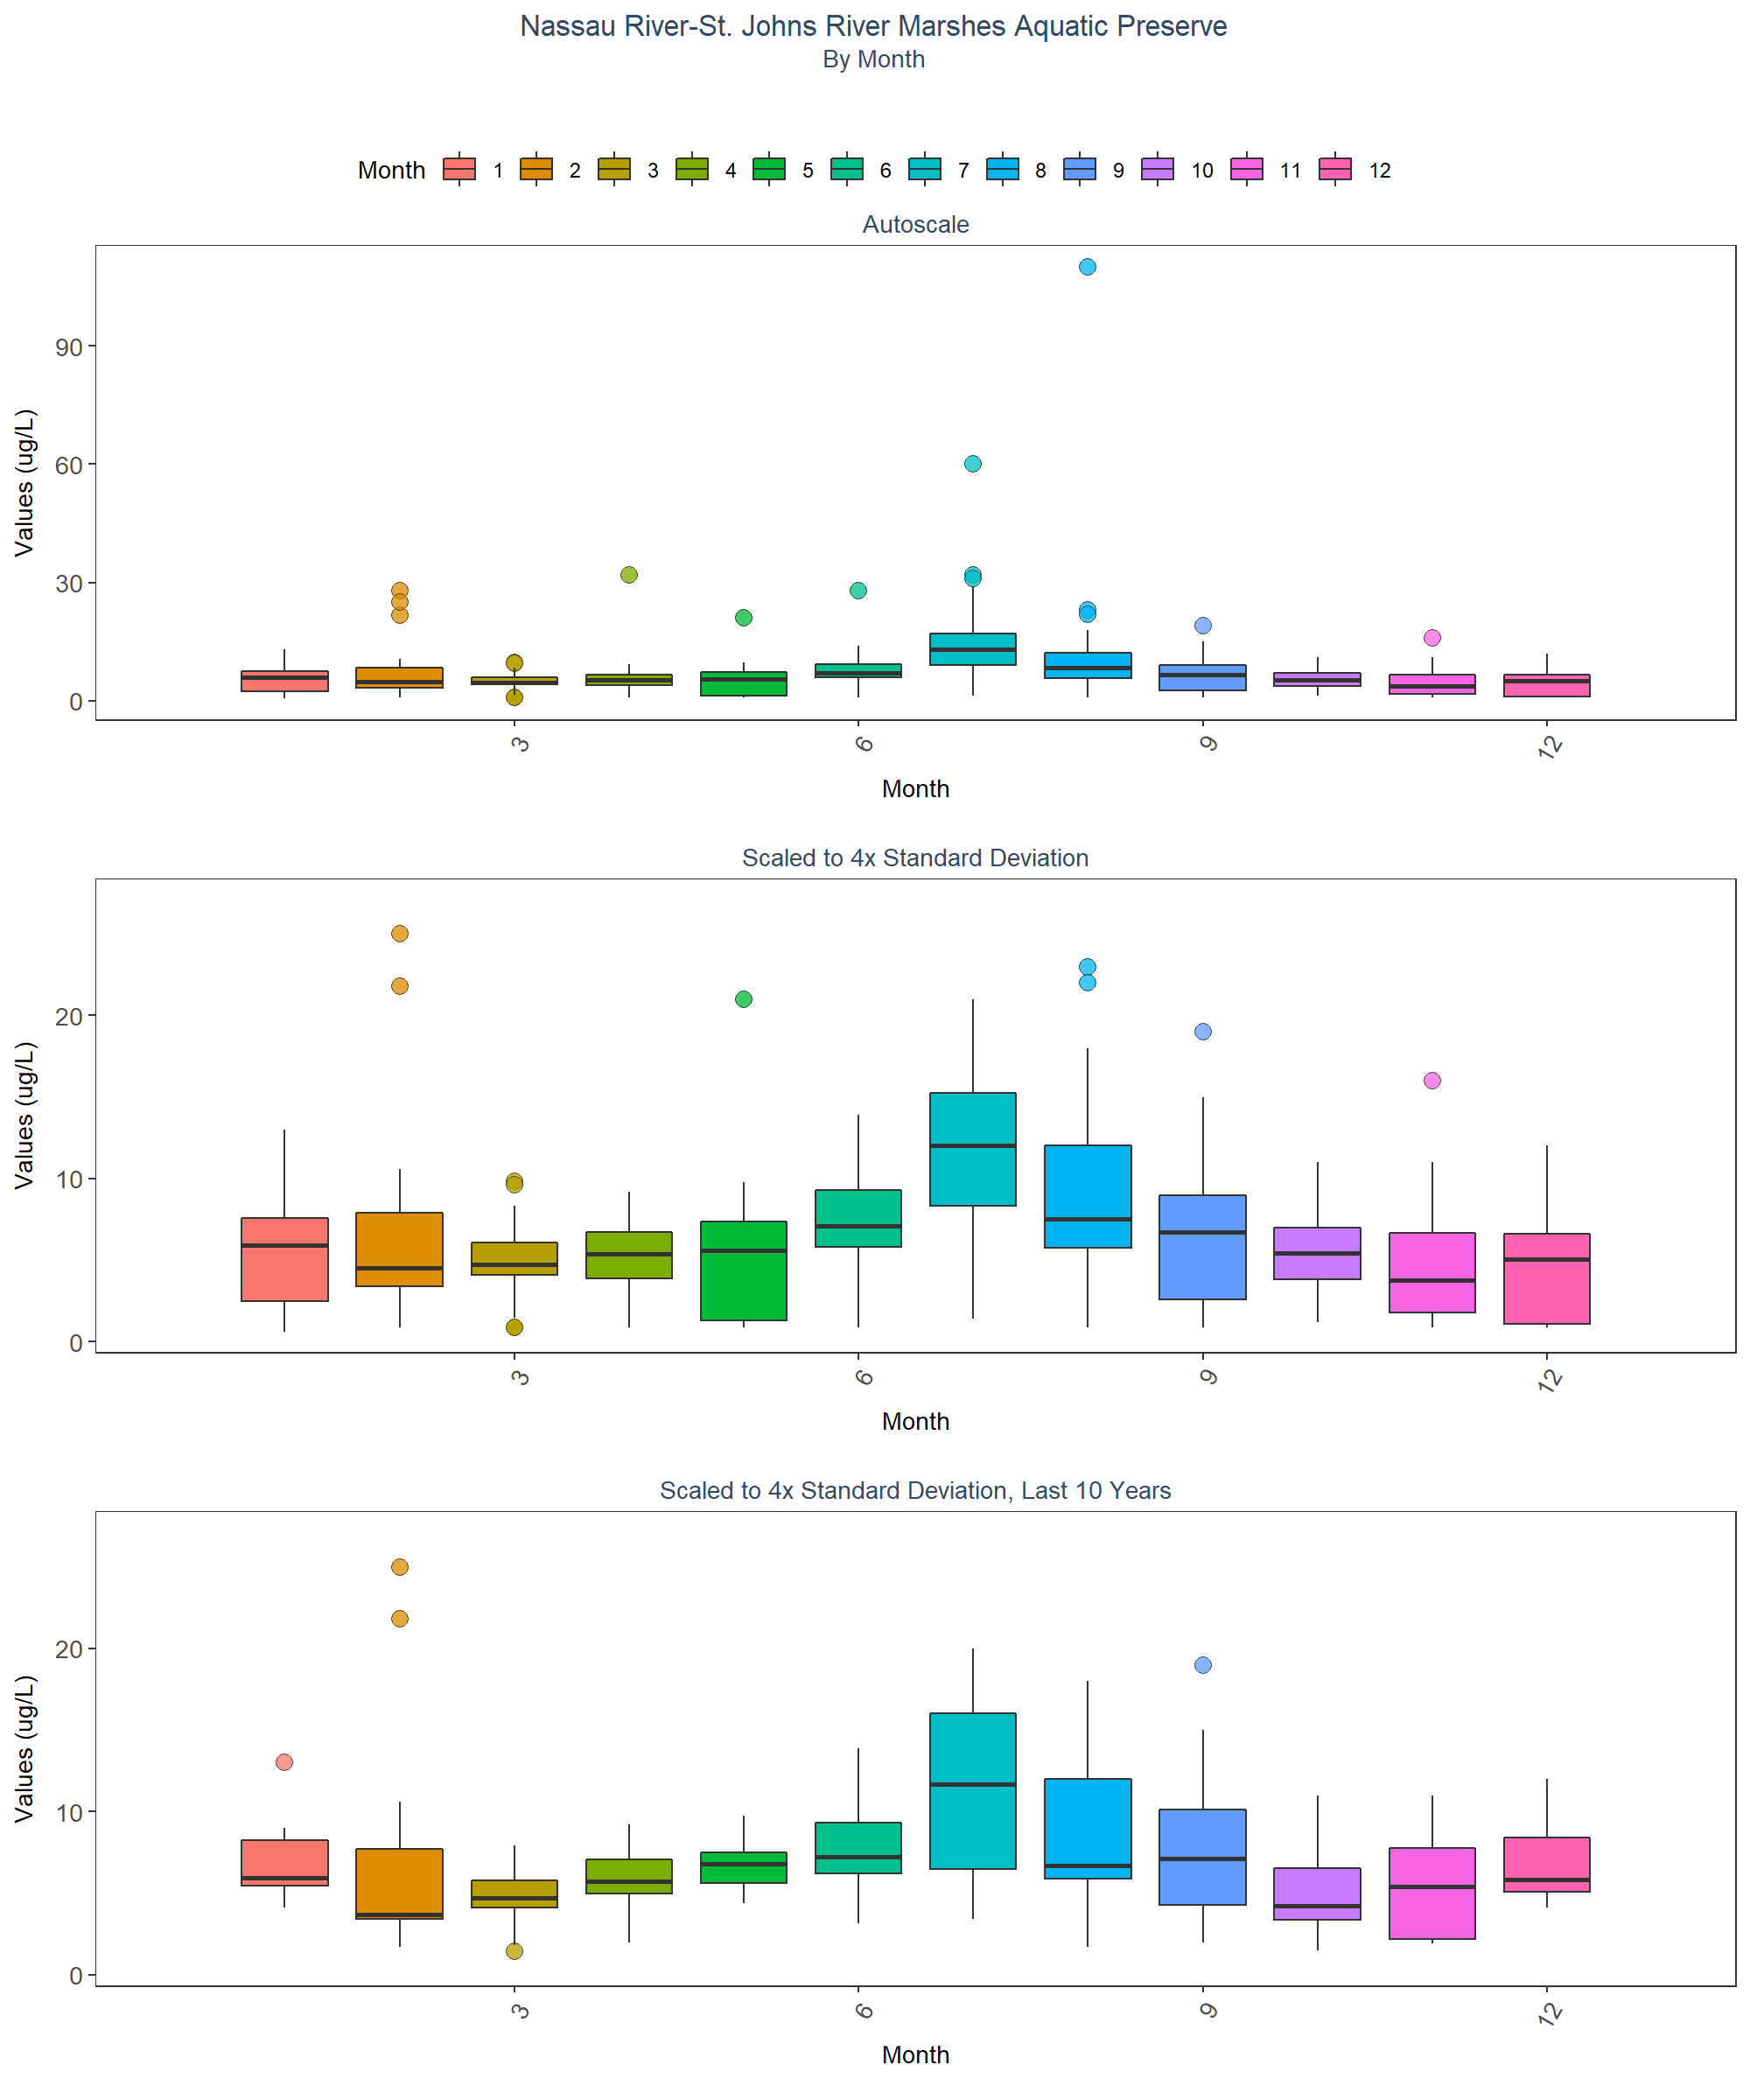 Nassau River-St. Johns River Marshes Aquatic Preserve
By Month
Month 1 2 3 4 5 6 7 8 9 10 11 12
Autoscale
Values (ug/L)
90
60
30
0
3 6 9 12
Month
Scaled to 4x Standard Deviation
Values (ug/L)
20
10
0
3 6 9 12
Month
Scaled to 4x Standard Deviation, Last 10 Years
Values (ug/L)
20
10
0
3 6 9 12
Month